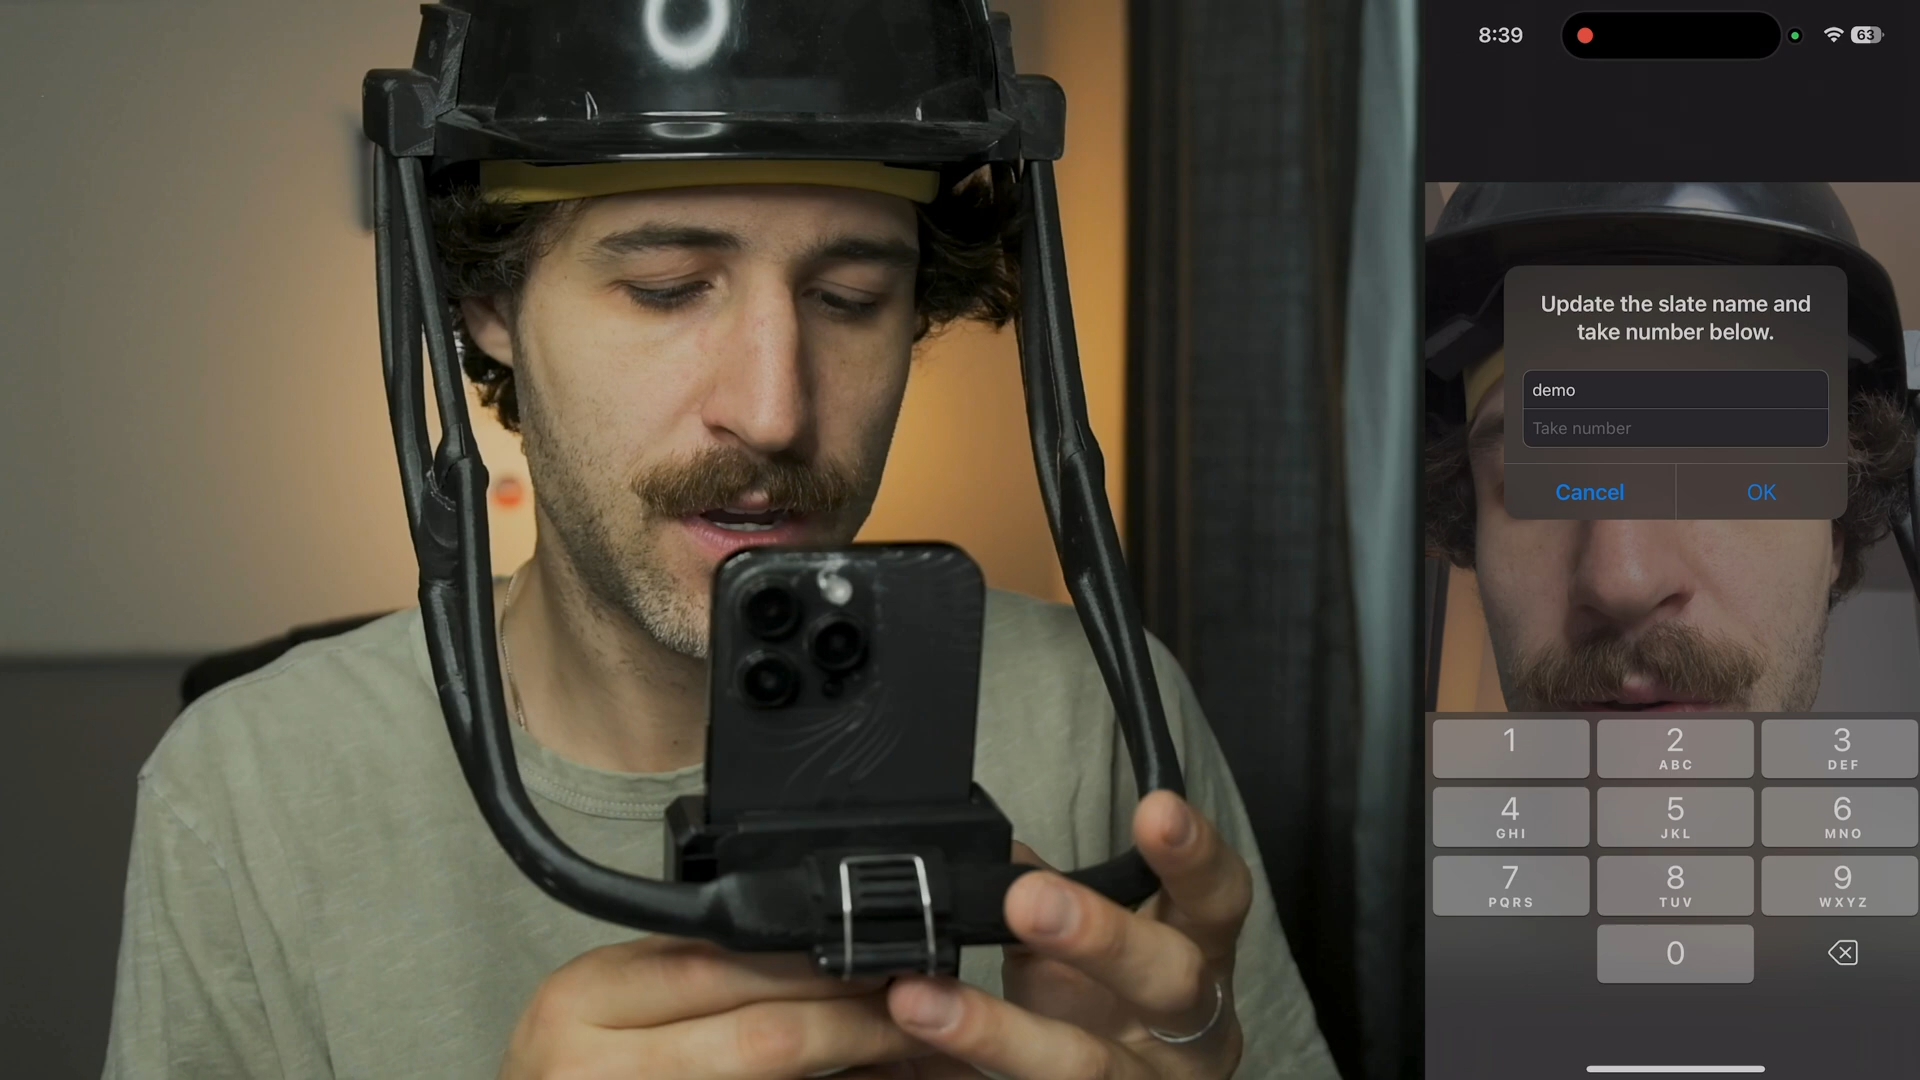 8:39
63
Update the slate name and
take number below.
demo
Take number
Cancel
OK
1
2
ABC
3
DEF
4
GHI
5
JKL
6
MNO
7
PQRS
8
TUV
9
WXYZ
0